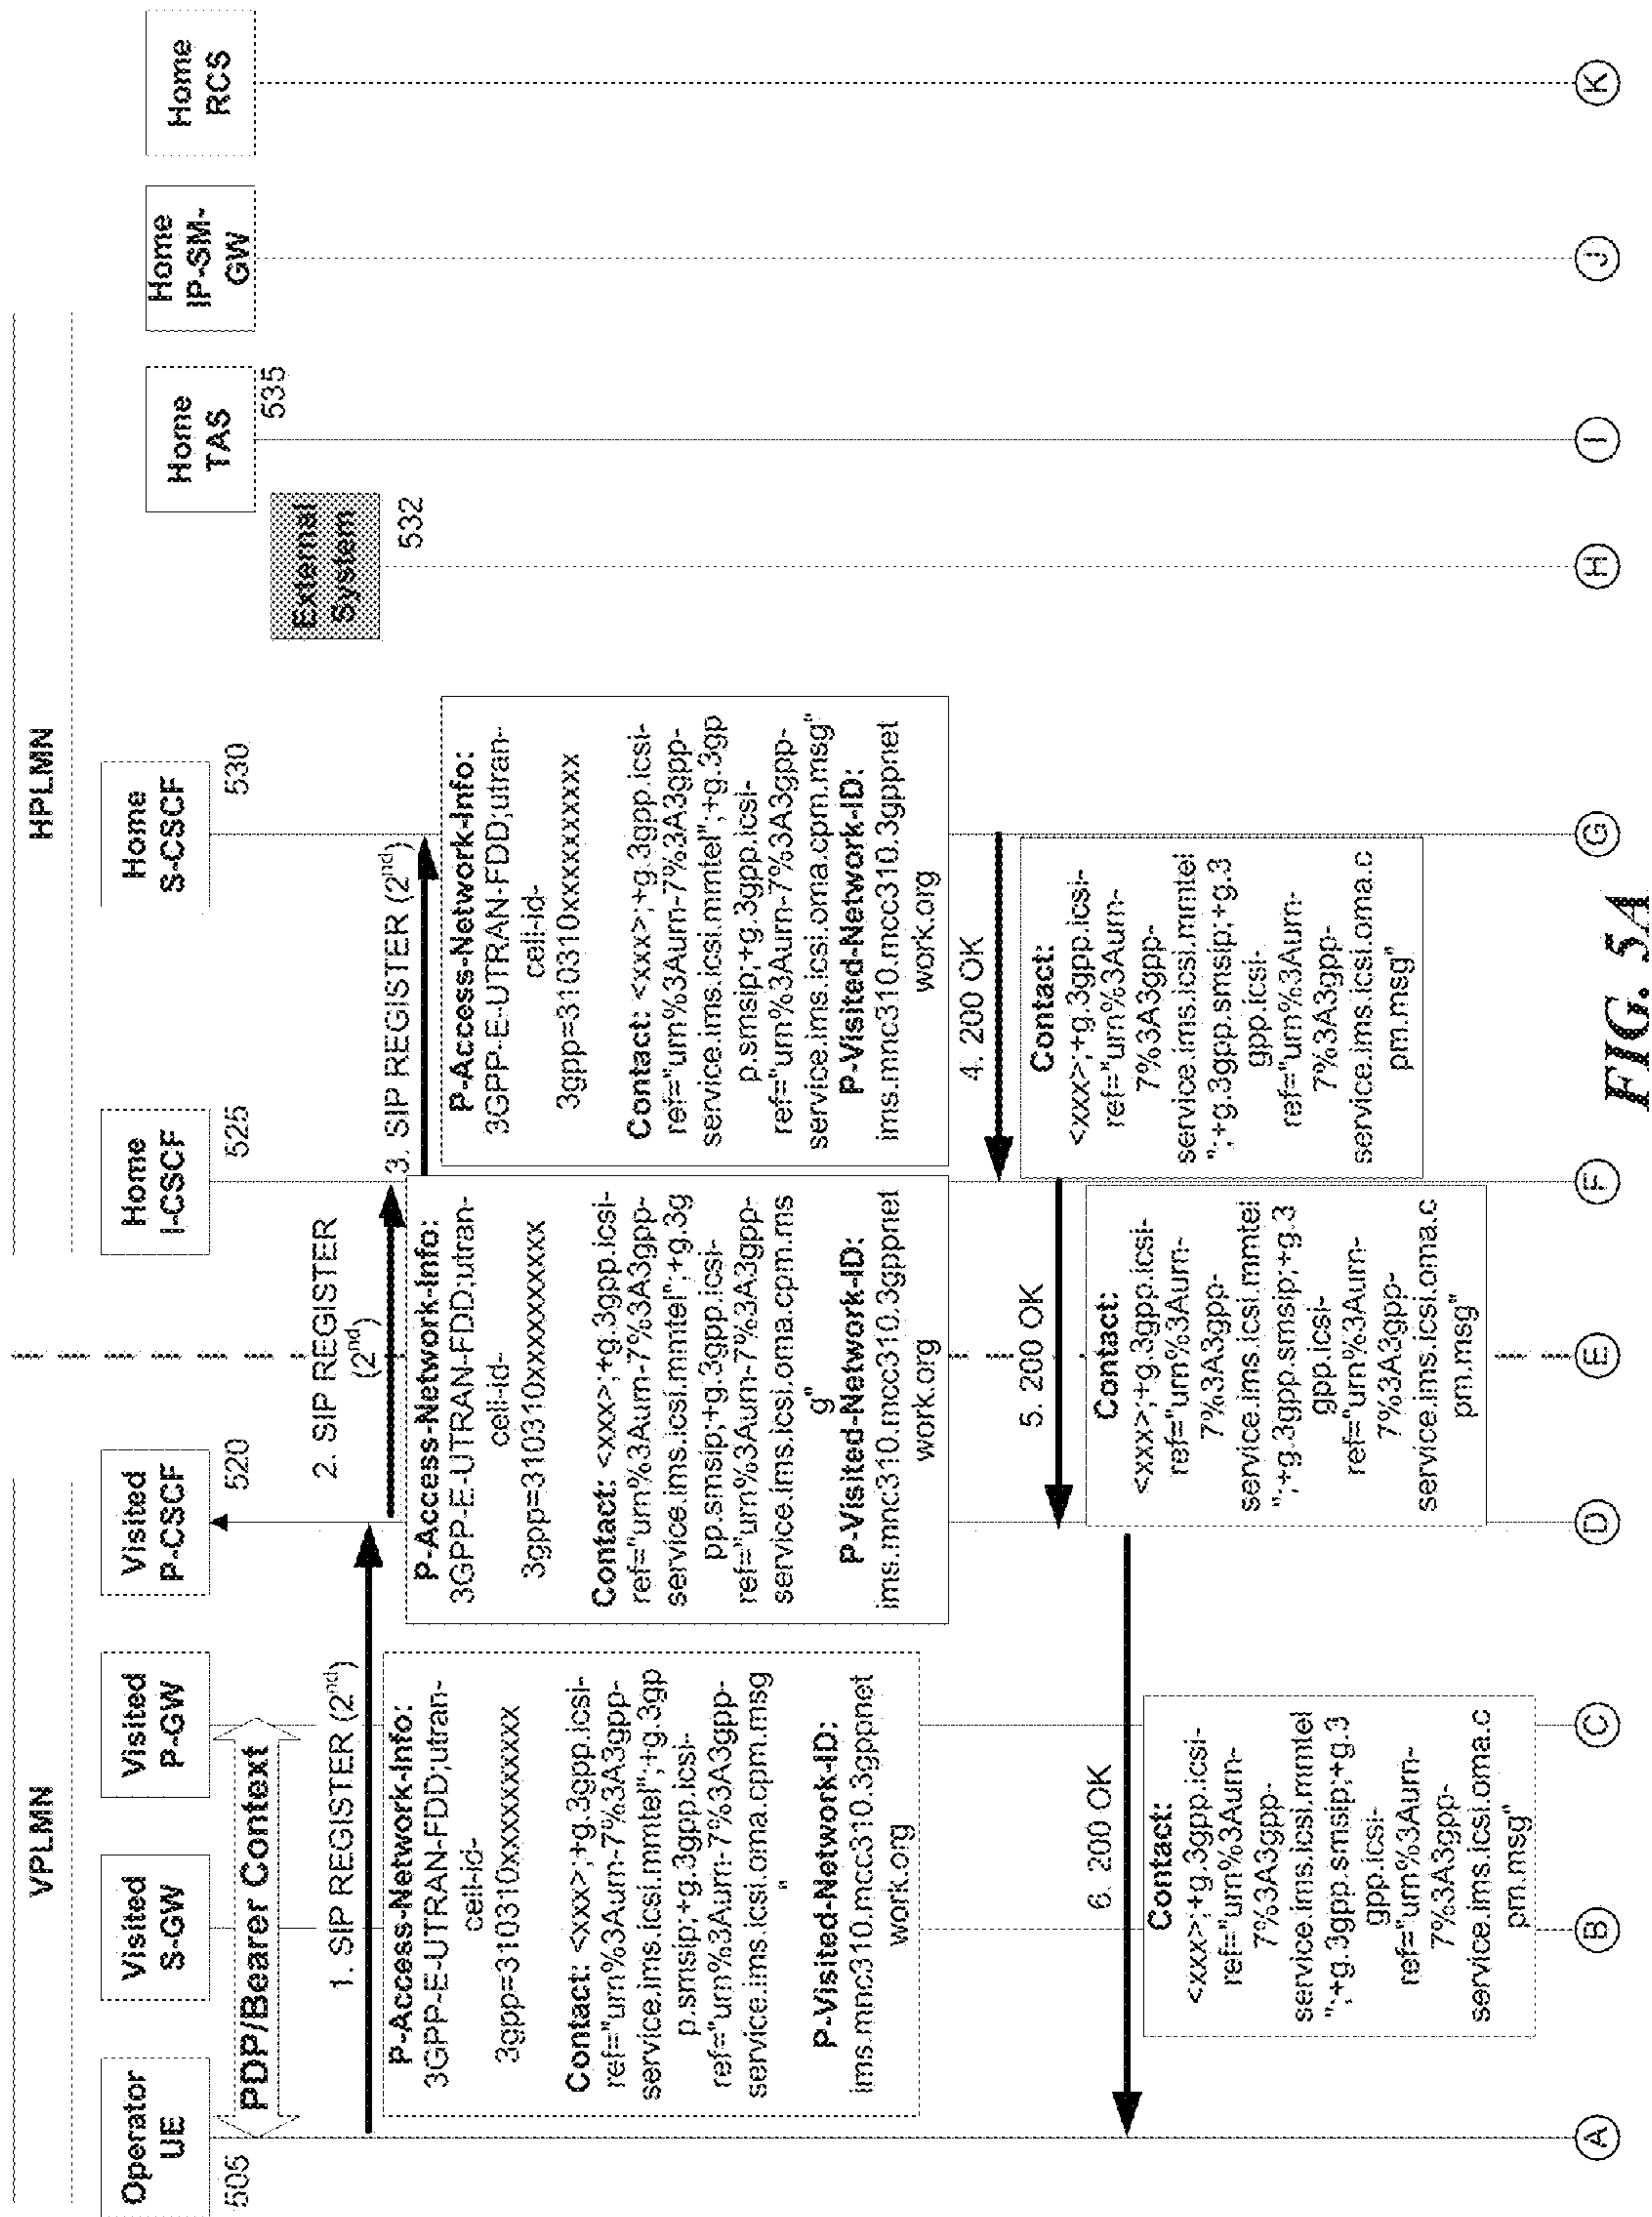 VPLMN
HPLMN
Operator
UE
505
Visited
S-GW
Visited
P-GW
Visited
P-CSCF
520
Home
I-CSCF
525
Home
S-CSCF
530
External
System
532
Home
TAS
535
Home
IP-SM-
GW
Home
RCS
PDP/Bearer Context
1. SIP REGISTER (2nd)
P-Access-Network-Info:
3GPP-E-UTRAN-FDD;utran-
cell-id-
3gpp=310310xxxxxxxxxx
Contact: <xxx>;+g.3gpp.icsi-
ref="urn%3Aurn-7%3A3gpp-
service.ims.icsi.mmtel";+g.3gp
p.smsip;+g.3gpp.icsi-
ref="urn%3Aurn-7%3A3gpp-
service.ims.icsi.oma.cpm.msg
"
P-Visited-Network-ID:
ims.mnc310.mcc310.3gppnet
work.org
2. SIP REGISTER
(2nd)
P-Access-Network-Info:
3GPP-E-UTRAN-FDD;utran-
cell-id-
3gpp=310310xxxxxxxxxx
Contact: <xxx>;+g.3gpp.icsi-
ref="urn%3Aurn-7%3A3gpp-
service.ims.icsi.mmtel";+g.3g
pp.smsip;+g.3gpp.icsi-
ref="urn%3Aurn-7%3A3gpp-
service.ims.icsi.oma.cpm.ms
g"
P-Visited-Network-ID:
ims.mnc310.mcc310.3gppnet
work.org
3. SIP REGISTER (2nd)
P-Access-Network-Info:
3GPP-E-UTRAN-FDD;utran-
cell-id-
3gpp=310310xxxxxxxxxx
Contact: <xxx>;+g.3gpp.icsi-
ref="urn%3Aurn-7%3A3gpp-
service.ims.icsi.mmtel";+g.3gp
p.smsip;+g.3gpp.icsi-
ref="urn%3Aurn-7%3A3gpp-
service.ims.icsi.oma.cpm.msg"
P-Visited-Network-ID:
ims.mnc310.mcc310.3gppnet
work.org
4. 200 OK
Contact:
<xxx>;+g.3gpp.icsi-
ref="urn%3Aurn-
7%3A3gpp-
service.ims.icsi.mmtel
";+g.3gpp.smsip;+g.3
gpp.icsi-
ref="urn%3Aurn-
7%3A3gpp-
service.ims.icsi.oma.c
pm.msg"
5. 200 OK
Contact:
<xxx>;+g.3gpp.icsi-
ref="urn%3Aurn-
7%3A3gpp-
service.ims.icsi.mmtel
";+g.3gpp.smsip;+g.3
gpp.icsi-
ref="urn%3Aurn-
7%3A3gpp-
service.ims.icsi.oma.c
pm.msg"
6. 200 OK
Contact:
<xxx>;+g.3gpp.icsi-
ref="urn%3Aurn-
7%3A3gpp-
service.ims.icsi.mmtel
";+g.3gpp.smsip;+g.3
gpp.icsi-
ref="urn%3Aurn-
7%3A3gpp-
service.ims.icsi.oma.c
pm.msg"
A
B
C
D
E
F
G
H
I
J
K
FIG. 5A